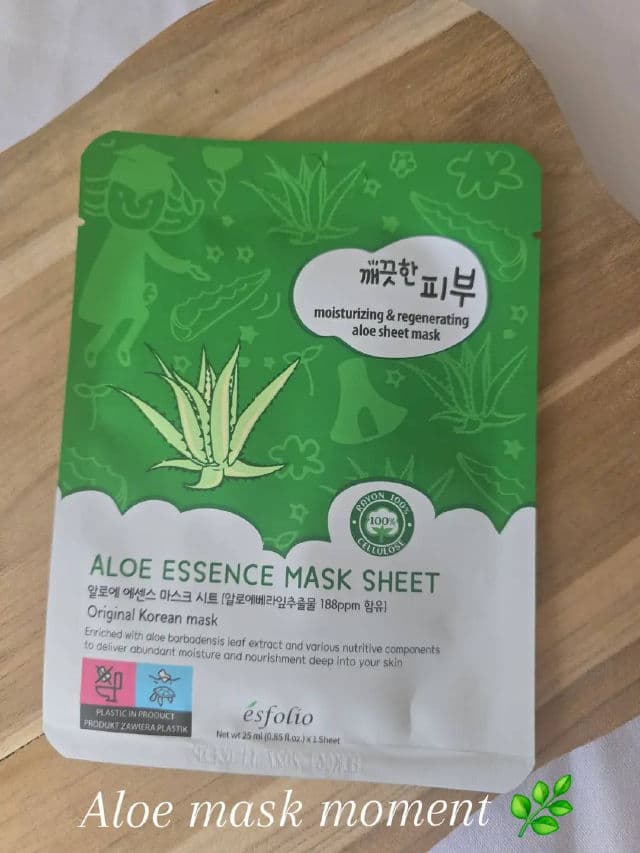 깨끗한
피부
moisturizing & regenerating
aloe sheet mask
ROYON 100%
100%
CELLULOSE
ALOE ESSENCE MASK SHEET
알로에 에센스 마스크 시트 [알로에베라잎추출물 188ppm 함유]
Original Korean mask
Enriched with aloe barbadensis leaf extract and various nutritive components
to deliver abundant moisture and nourishment deep into your skin
PLASTIC IN PRODUCT
PRODUKT ZAWIERA PLASTIK
ésfolio
Net wt 25 ml (0.85 fl.oz.) x 1 Sheet
Aloe mask moment 🌿